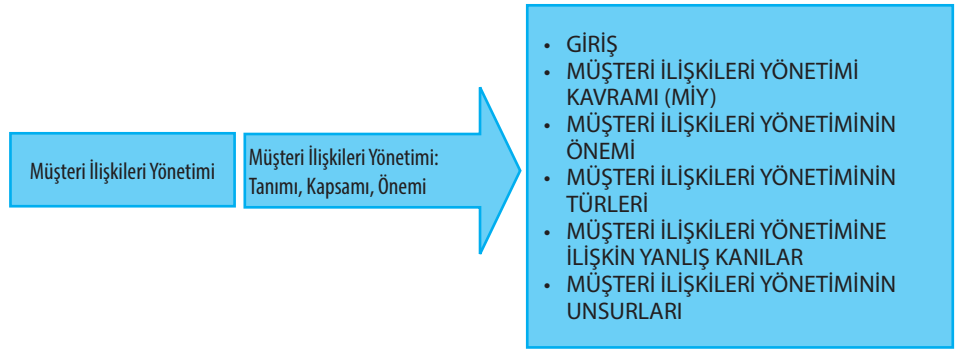 Müşteri İlişkileri Yönetimi
Müşteri İlişkileri Yönetimi:
Tanımı, Kapsamı, Önemi
• GİRİŞ
• MÜŞTERİ İLİŞKİLERİ YÖNETİMİ
KAVRAMI (MİY)
• MÜŞTERİ İLİŞKİLERİ YÖNETİMİNİN
ÖNEMİ
• MÜŞTERİ İLİŞKİLERİ YÖNETİMİNİN
TÜRLERİ
• MÜŞTERİ İLİŞKİLERİ YÖNETİMİNE
İLİŞKİN YANLIŞ KANILAR
• MÜŞTERİ İLİŞKİLERİ YÖNETİMİNİN
UNSURLARI